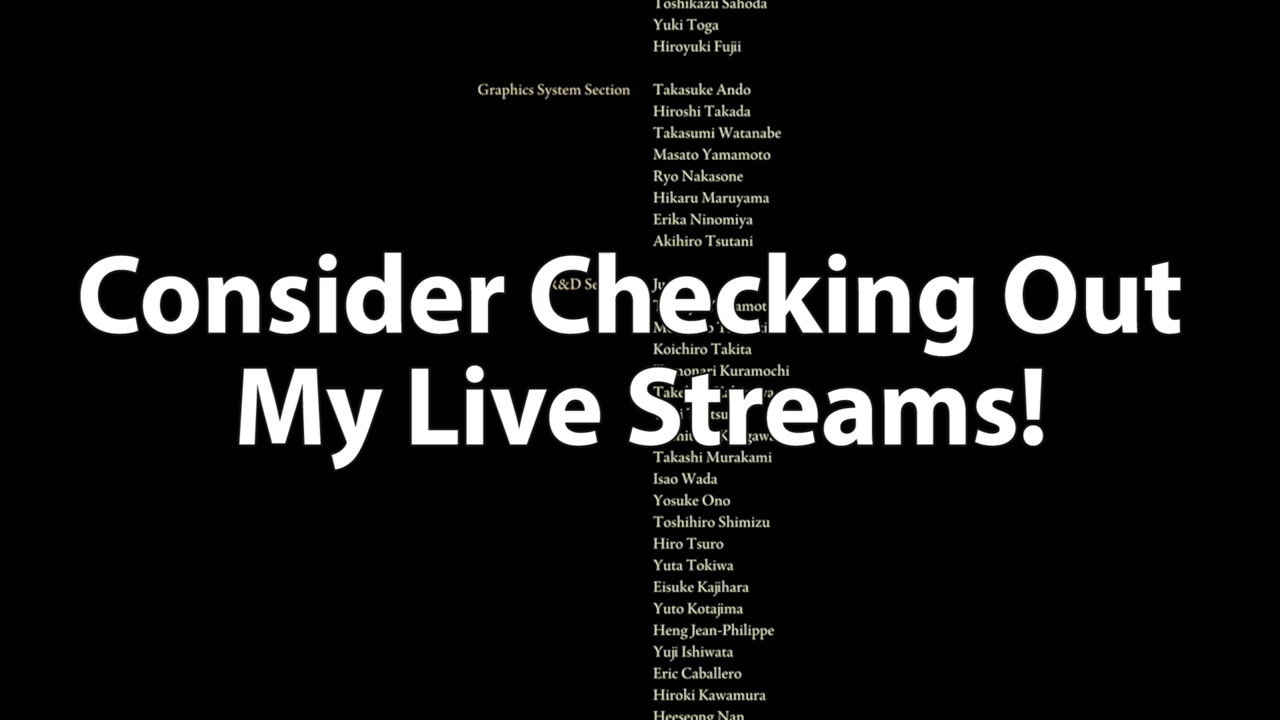 Toshikazu Sahoda
Yuki Toga
Hiroyuki Fujii
Graphics System Section
Takasuke Ando
Hiroshi Takada
Takasumi Watanabe
Masato Yamamoto
Ryo Nakasone
Hikaru Maruyama
Erika Ninomiya
Akihiro Tsutani
Consider Checking Out
Koichiro Takita
Kuramochi
My Live Streams!
Takashi Murakami
Isao Wada
Yosuke Ono
Toshihiro Shimizu
Hiro Tsuro
Yuta Tokiwa
Eisuke Kajihara
Yuto Kotajima
Heng Jean-Philippe
Yuji Ishiwata
Eric Caballero
Hiroki Kawamura
Heeseong Nan